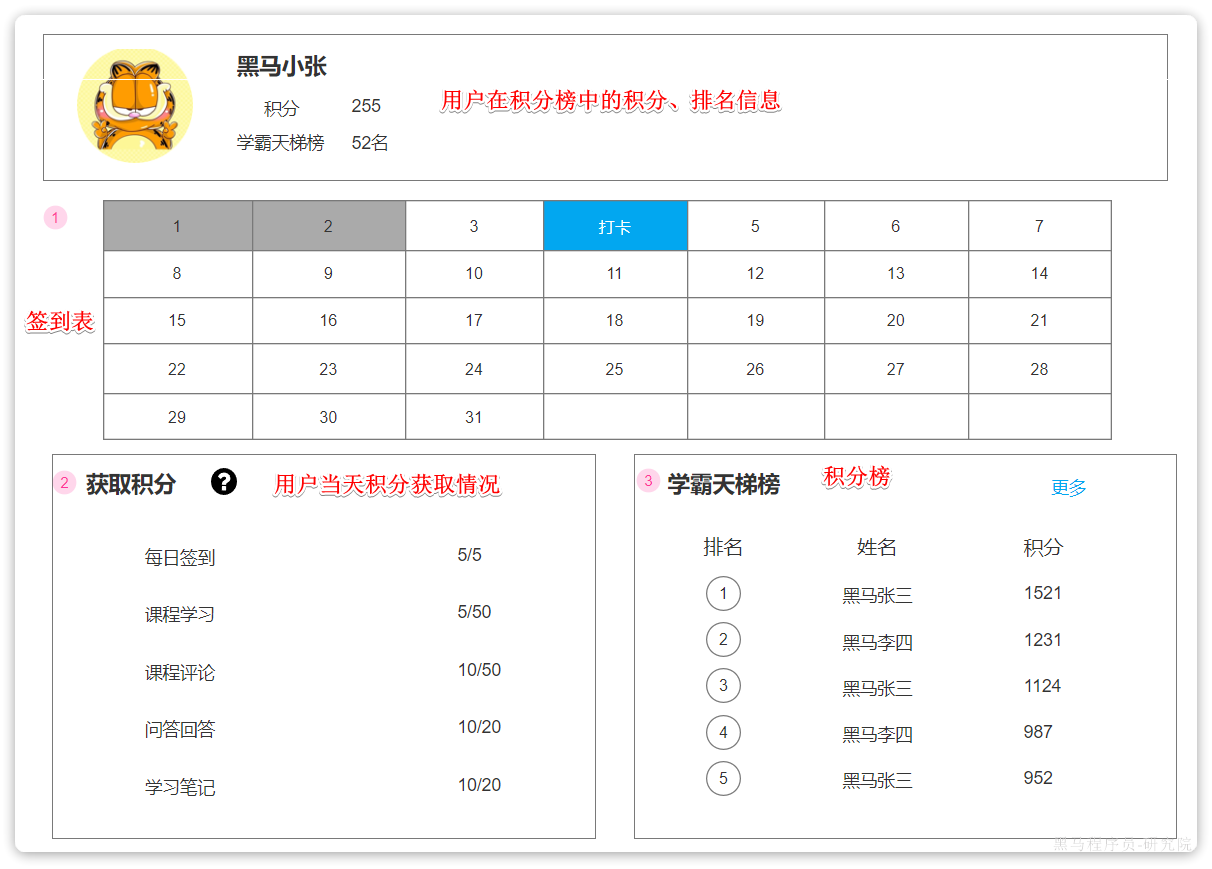 黑马小张
积分 255
用户在积分榜中的积分、排名信息
学霸天梯榜 52名
1
1 2 3 打卡 5 6 7
8 9 10 11 12 13 14
签到表
15 16 17 18 19 20 21
22 23 24 25 26 27 28
29 30 31
2 获取积分 ? 用户当天积分获取情况
每日签到 5/5
课程学习 5/50
课程评论 10/50
问答回答 10/20
学习笔记 10/20
3 学霸天梯榜 积分榜 更多
排名 姓名 积分
1 黑马张三 1521
2 黑马李四 1231
3 黑马张三 1124
4 黑马李四 987
5 黑马张三 952
黑马程序员-研究院